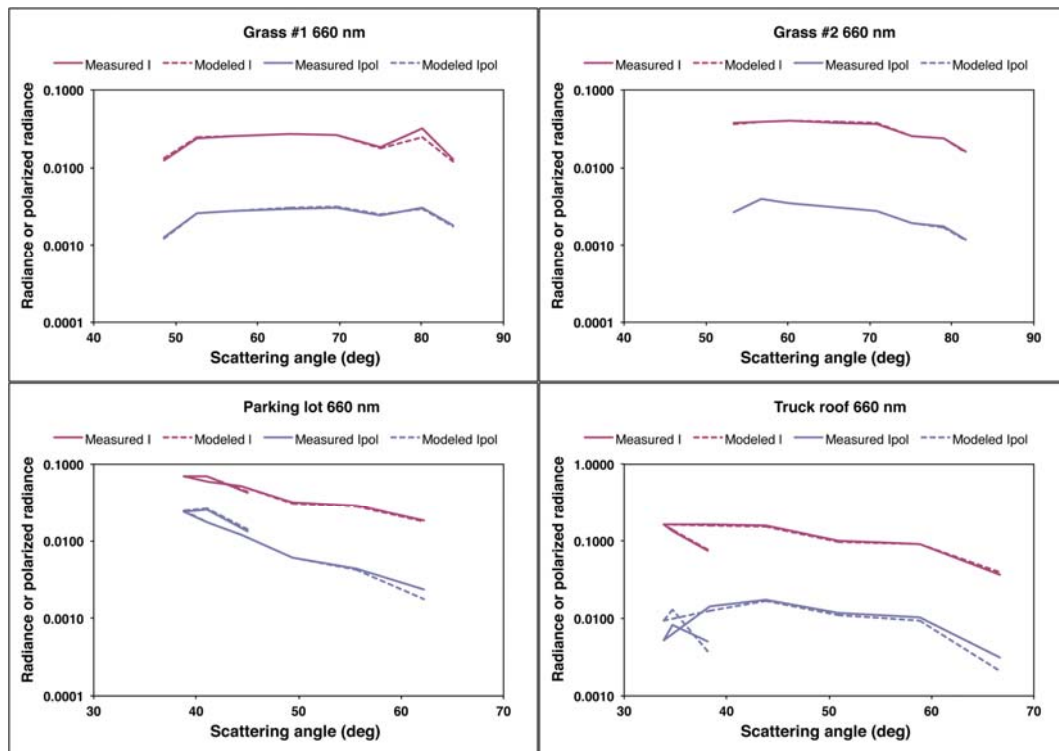 Grass #1 660 nm
Measured I Modeled I Measured Ipol Modeled Ipol
Radiance or polarized radiance
0.1000
0.0100
0.0010
0.0001
40 50 60 70 80 90
Scattering angle (deg)
Grass #2 660 nm
Measured I Modeled I Measured Ipol Modeled Ipol
Radiance or polarized radiance
0.1000
0.0100
0.0010
0.0001
40 50 60 70 80 90
Scattering angle (deg)
Parking lot 660 nm
Measured I Modeled I Measured Ipol Modeled Ipol
Radiance or polarized radiance
0.1000
0.0100
0.0010
0.0001
30 40 50 60 70
Scattering angle (deg)
Truck roof 660 nm
Measured I Modeled I Measured Ipol Modeled Ipol
Radiance or polarized radiance
1.0000
0.1000
0.0100
0.0010
30 40 50 60 70
Scattering angle (deg)